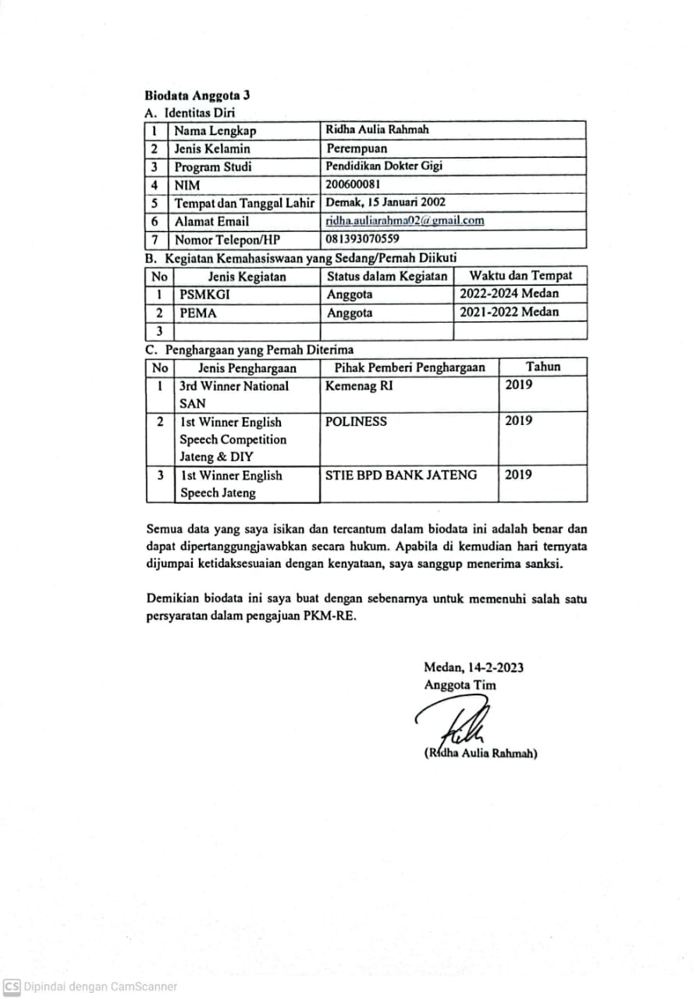 Biodata Anggota 3
A. Identitas Diri
1 Nama Lengkap Ridha Aulia Rahmah
2 Jenis Kelamin Perempuan
3 Program Studi Pendidikan Dokter Gigi
4 NIM 200600081
5 Tempat dan Tanggal Lahir Demak, 15 Januari 2002
6 Alamat Email ridha.auliarahma02@gmail.com
7 Nomor Telepon/HP 081393070559
B. Kegiatan Kemahasiswaan yang Sedang/Pernah Diikuti
No Jenis Kegiatan Status dalam Kegiatan Waktu dan Tempat
1 PSMKGI Anggota 2022-2024 Medan
2 PEMA Anggota 2021-2022 Medan
3
C. Penghargaan yang Pernah Diterima
No Jenis Penghargaan Pihak Pemberi Penghargaan Tahun
1 3rd Winner National Kemenag RI 2019
SAN
2 1st Winner English POLINESS 2019
Speech Competition
Jateng & DIY
3 1st Winner English STIE BPD BANK JATENG 2019
Speech Jateng
Semua data yang saya isikan dan tercantum dalam biodata ini adalah benar dan
dapat dipertanggungjawabkan secara hukum. Apabila di kemudian hari ternyata
dijumpai ketidaksesuaian dengan kenyataan, saya sanggup menerima sanksi.
Demikian biodata ini saya buat dengan sebenarnya untuk memenuhi salah satu
persyaratan dalam pengajuan PKM-RE.
Medan, 14-2-2023
Anggota Tim
(Ridha Aulia Rahmah)
CS Dipindai dengan CamScanner